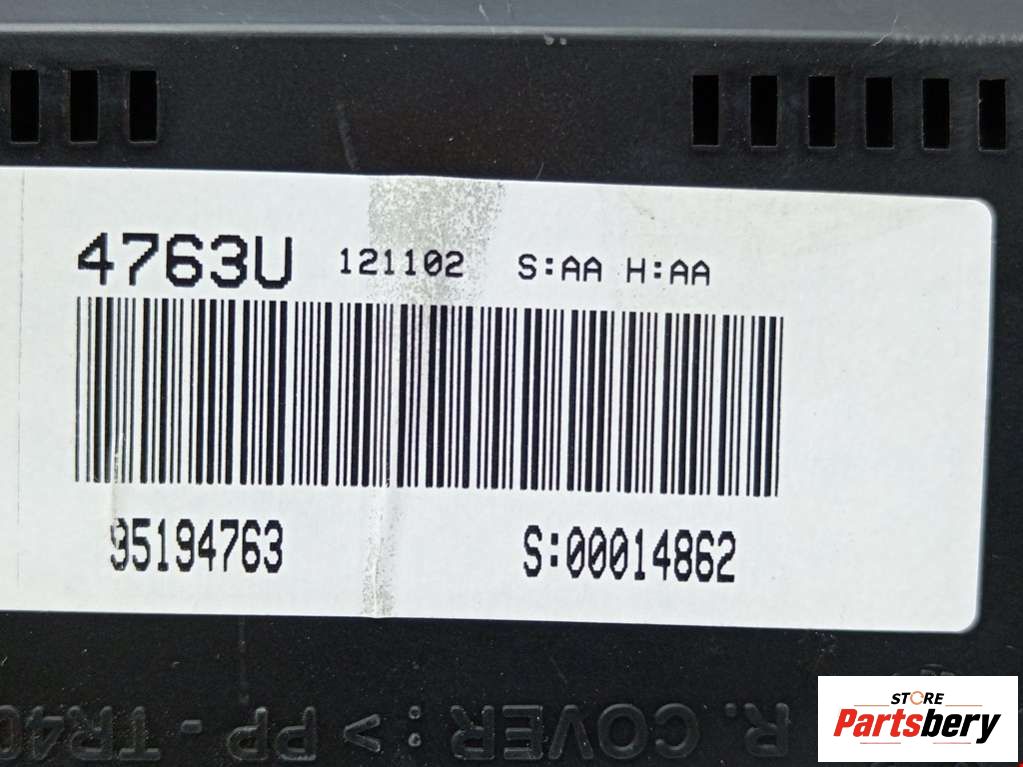 4763U 121102 S:AA H:AA
95194763 S:00014862
R. COVER : > PP - TR40
STORE
Partsbery